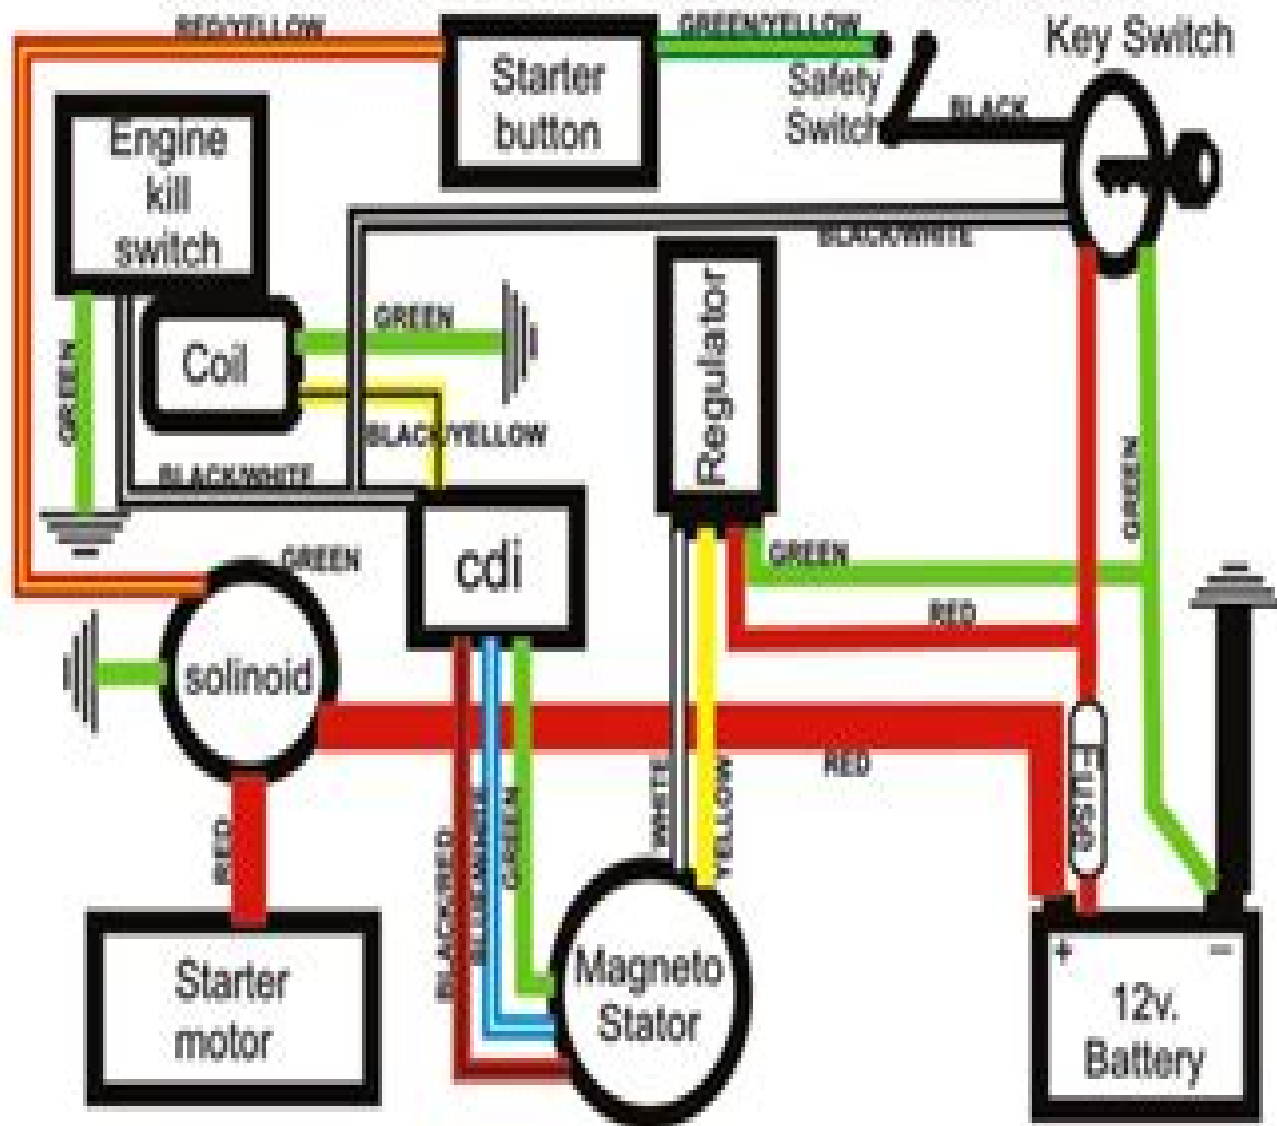 RED/YELLOW
GREEN/YELLOW
Key Switch
Starter
button
Safety
Switch
BLACK
Engine
kill
switch
BLACK/WHITE
Regulator
GREEN
Coil
GREEN
BLACK/YELLOW
BLACK/WHITE
GREEN
GREEN
cdi
GREEN
RED
solinoid
RED
Fuse
WHITE
YELLOW
RED
BLACK/RED
BLUE/WHITE
GREEN
Starter
motor
Magneto
Stator
+ −
12v.
Battery